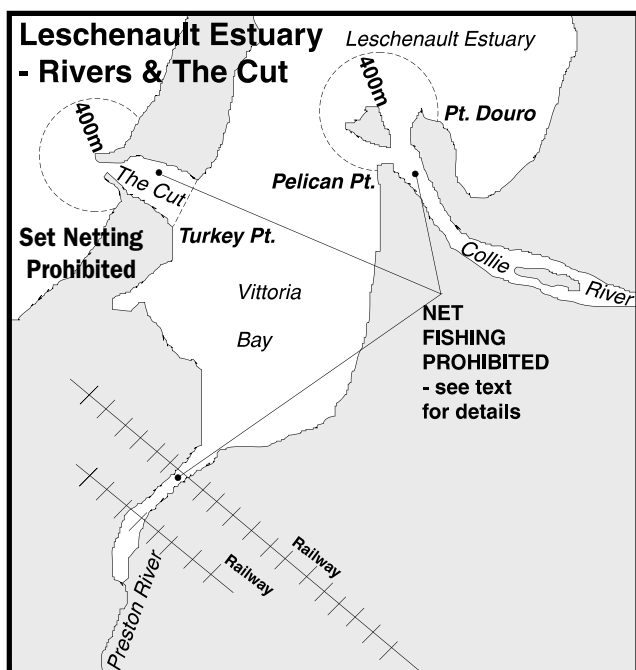 Leschenault Estuary
- Rivers & The Cut
Leschenault Estuary
400m
400m
Pt. Douro
The Cut
Pelican Pt.
Set Netting
Prohibited
Turkey Pt.
Collie
River
Vittoria
Bay
NET
FISHING
PROHIBITED
- see text
for details
Railway
Railway
Preston River